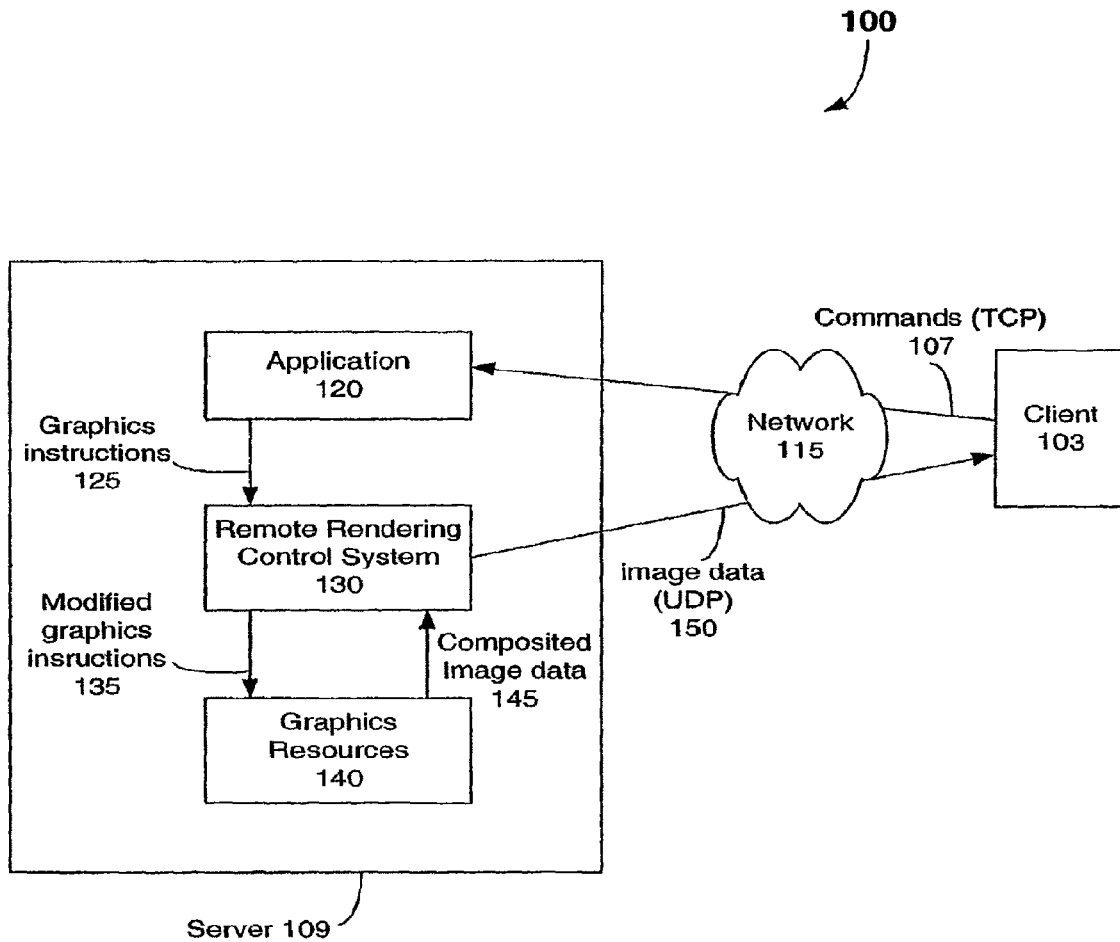 100
Commands (TCP)
107
Application
120
Network
115
Client
103
Graphics
instructions
125
Remote Rendering
Control System
130
image data
(UDP)
150
Modified
graphics
insructions
135
Composited
Image data
145
Graphics
Resources
140
Server 109